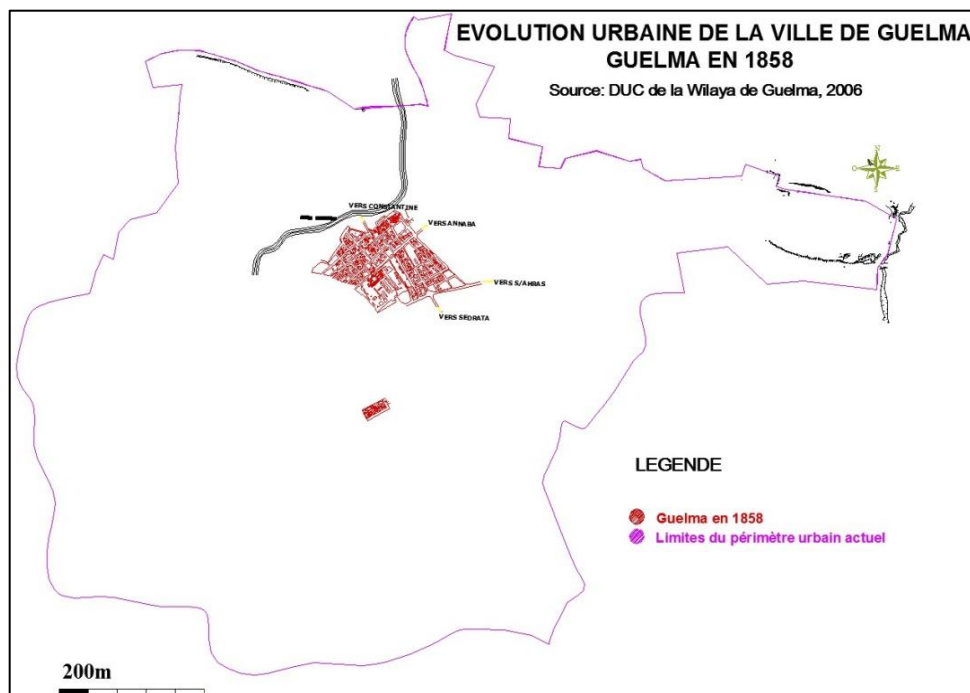 EVOLUTION URBAINE DE LA VILLE DE GUELMA
GUELMA EN 1858
Source: DUC de la Wilaya de Guelma, 2006
N
O E
S
VERS CONSTANTINE
VERS ANNABA
VERS S/AHRAS
VERS SEDRATA
LEGENDE
Guelma en 1858
Limites du périmètre urbain actuel
200m